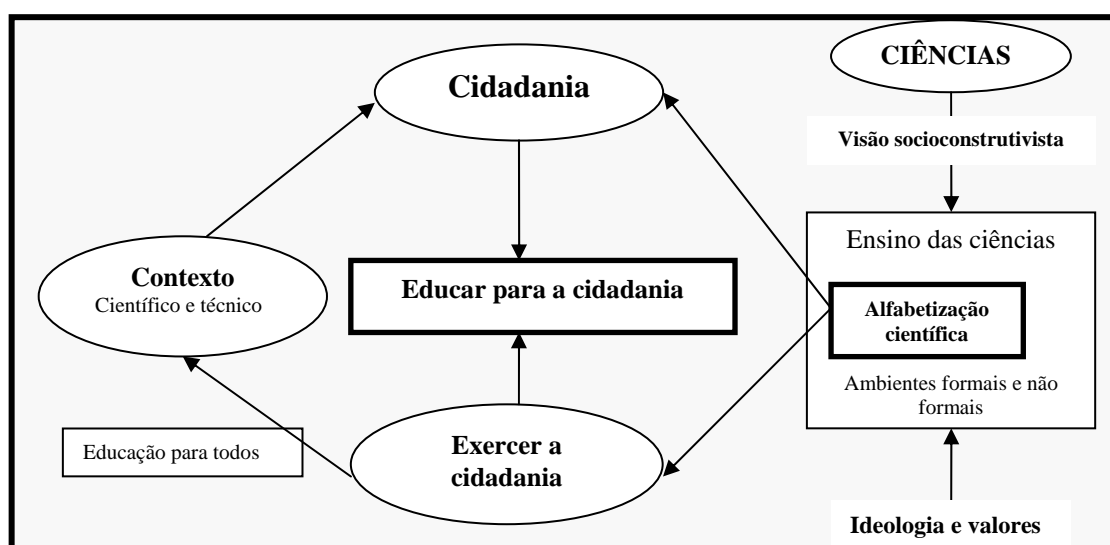 CIÊNCIAS
Cidadania
Visão socioconstrutivista
Ensino das ciências
Contexto
Científico e técnico
Educar para a cidadania
Alfabetização
científica
Ambientes formais e não
formais
Educação para todos
Exercer a
cidadania
Ideologia e valores